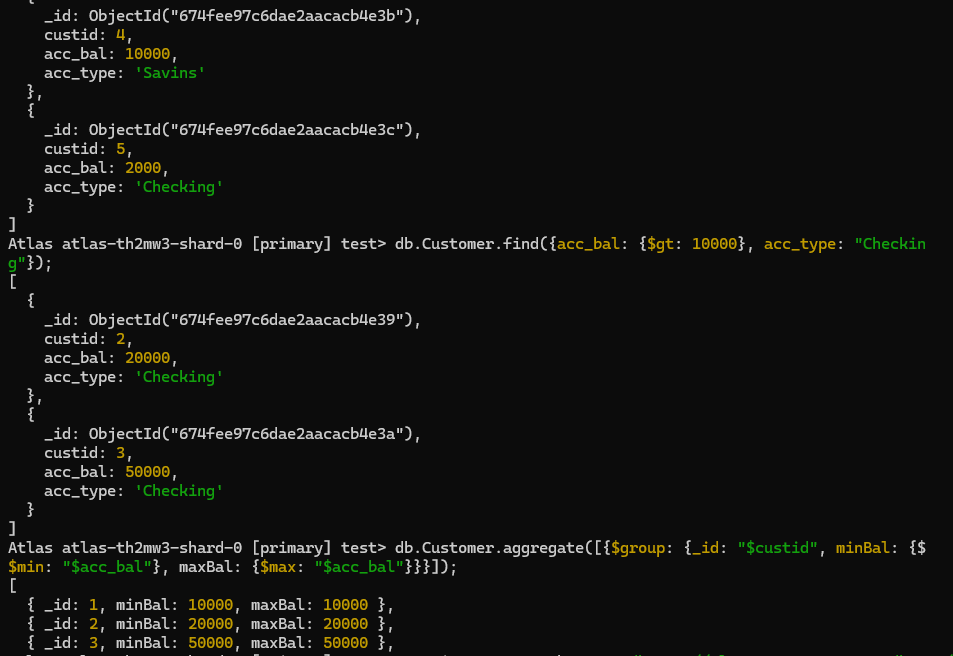 {
_id: ObjectId("674fee97c6dae2aacacb4e3b"),
custid: 4,
acc_bal: 10000,
acc_type: 'Savins'
},
{
_id: ObjectId("674fee97c6dae2aacacb4e3c"),
custid: 5,
acc_bal: 2000,
acc_type: 'Checking'
}
]
Atlas atlas-th2mw3-shard-0 [primary] test> db.Customer.find({acc_bal: {$gt: 10000}, acc_type: "Checkin
g"});
[
{
_id: ObjectId("674fee97c6dae2aacacb4e39"),
custid: 2,
acc_bal: 20000,
acc_type: 'Checking'
},
{
_id: ObjectId("674fee97c6dae2aacacb4e3a"),
custid: 3,
acc_bal: 50000,
acc_type: 'Checking'
}
]
Atlas atlas-th2mw3-shard-0 [primary] test> db.Customer.aggregate([{$group: {_id: "$custid", minBal: {$
$min: "$acc_bal"}, maxBal: {$max: "$acc_bal"}}}]);
[
{ _id: 1, minBal: 10000, maxBal: 10000 },
{ _id: 2, minBal: 20000, maxBal: 20000 },
{ _id: 3, minBal: 50000, maxBal: 50000 },